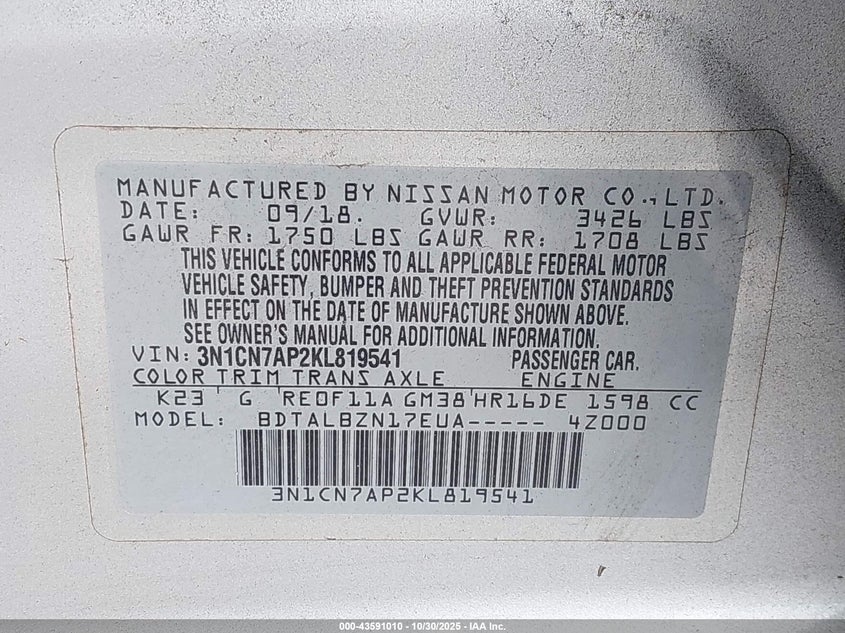 MANUFACTURED BY NISSAN MOTOR CO., LTD.
DATE: 09/18. GVWR: 3426 LBS
GAWR FR: 1750 LBS GAWR RR: 1708 LBS
THIS VEHICLE CONFORMS TO ALL APPLICABLE FEDERAL MOTOR
VEHICLE SAFETY, BUMPER AND THEFT PREVENTION STANDARDS
IN EFFECT ON THE DATE OF MANUFACTURE SHOWN ABOVE.
SEE OWNER'S MANUAL FOR ADDITIONAL INFORMATION.
VIN: 3N1CN7AP2KL819541 PASSENGER CAR.
COLOR TRIM TRANS AXLE ENGINE
K23 G RE0F11A GM38 HR16DE 1598 CC
MODEL: BDTALBZN17EUA----- 4Z000
3N1CN7AP2KL819541
000-43591010 - 10/30/2025 - IAA Inc.